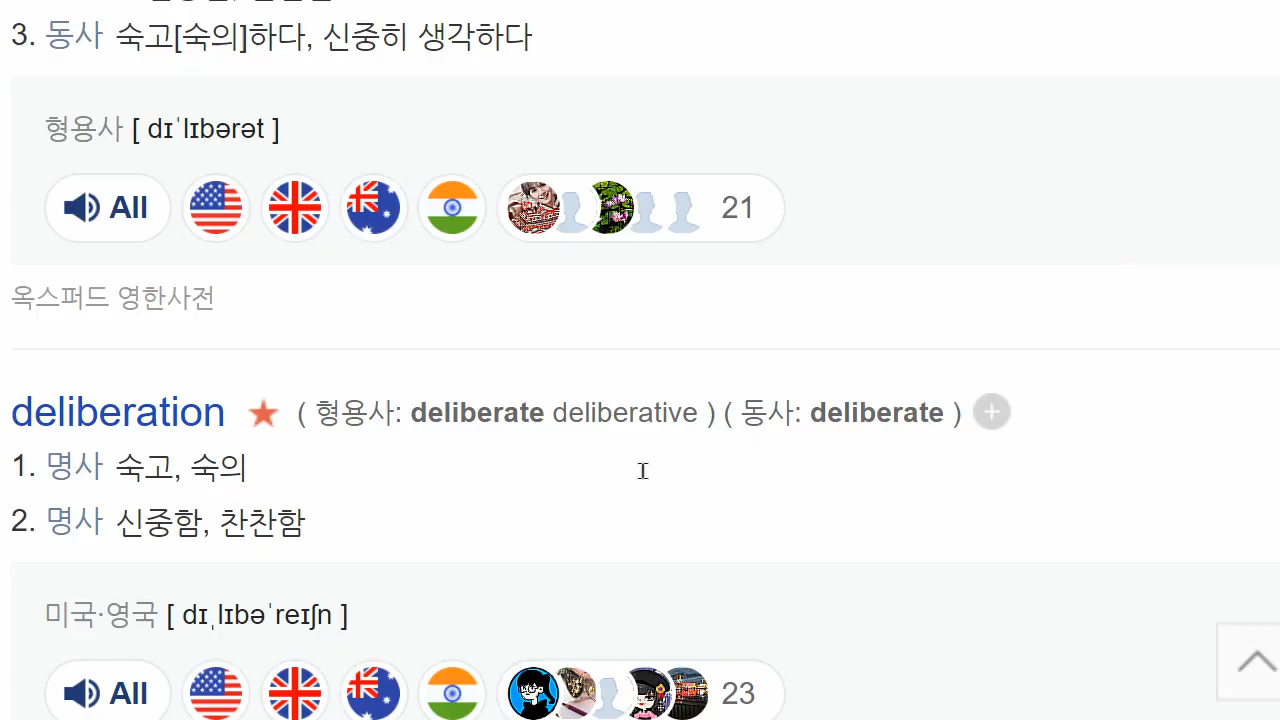 3. 동사 숙고[숙의]하다, 신중히 생각하다
형용사 [ dɪˈlɪbərət ]
All 21
옥스퍼드 영한사전
deliberation ( 형용사: deliberate deliberative ) ( 동사: deliberate )
1. 명사 숙고, 숙의
2. 명사 신중함, 찬찬함
미국·영국 [ dɪˌlɪbəˈreɪʃn ]
All 23